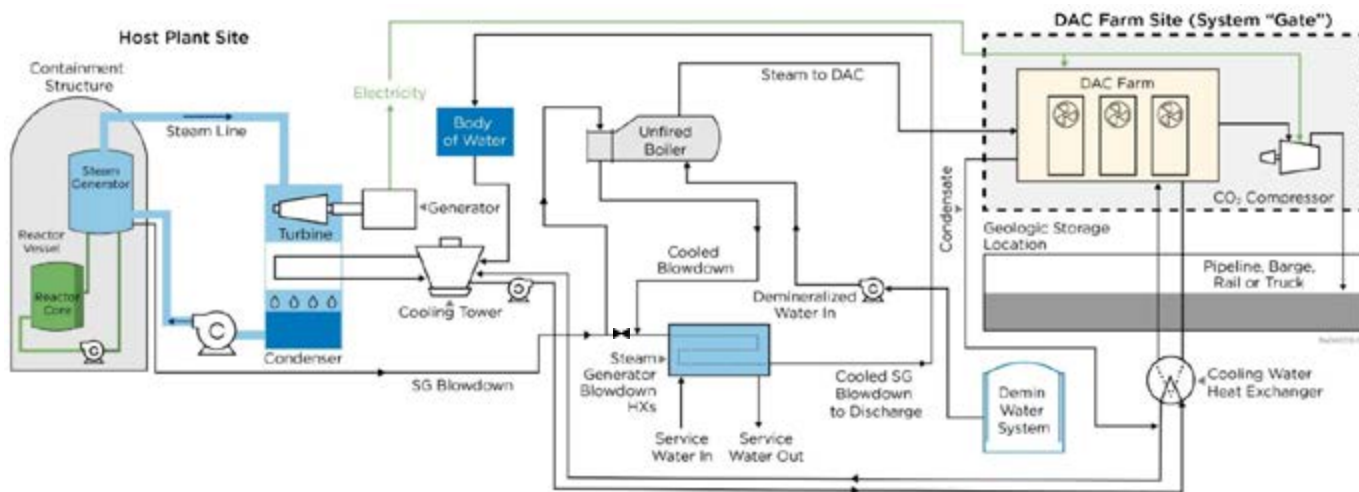 Host Plant Site
DAC Farm Site (System “Gate”)
Containment
Structure
Steam Line
Electricity
Body
of Water
Steam to DAC
Unfired
Boiler
DAC Farm
Steam
Generator
Generator
Turbine
Reactor
Vessel
Reactor
Core
Cooling Tower
Condenser
Cooled
Blowdown
Demineralized
Water In
Condensate
CO₂ Compressor
Geologic Storage
Location
Pipeline, Barge,
Rail or Truck
SG Blowdown
Steam
Generator
Blowdown
HXs
Cooled SG
Blowdown
to Discharge
Service
Water In
Service
Water Out
Demin
Water
System
Cooling Water
Heat Exchanger